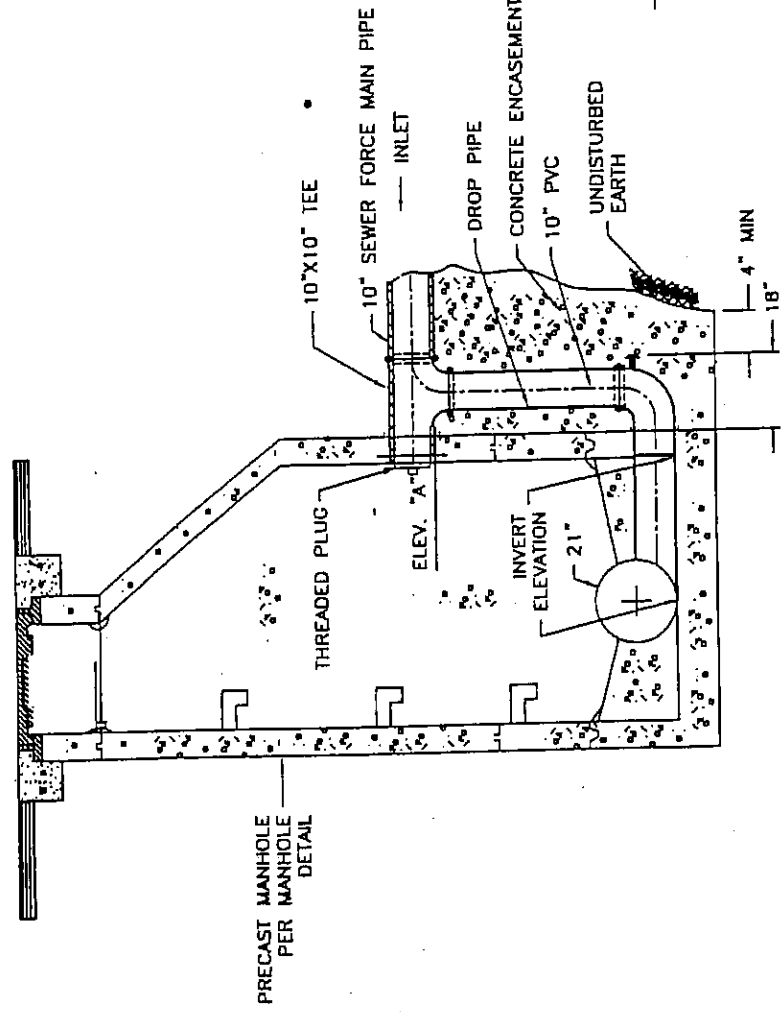 10"X10" TEE
10" SEWER FORCE MAIN PIPE
INLET
DROP PIPE
CONCRETE ENCASEMENT
10" PVC
UNDISTURBED
EARTH
4" MIN
18"
THREADED PLUG
ELEV. "A"
INVERT
ELEVATION
21"
PRECAST MANHOLE
PER MANHOLE
DETAIL